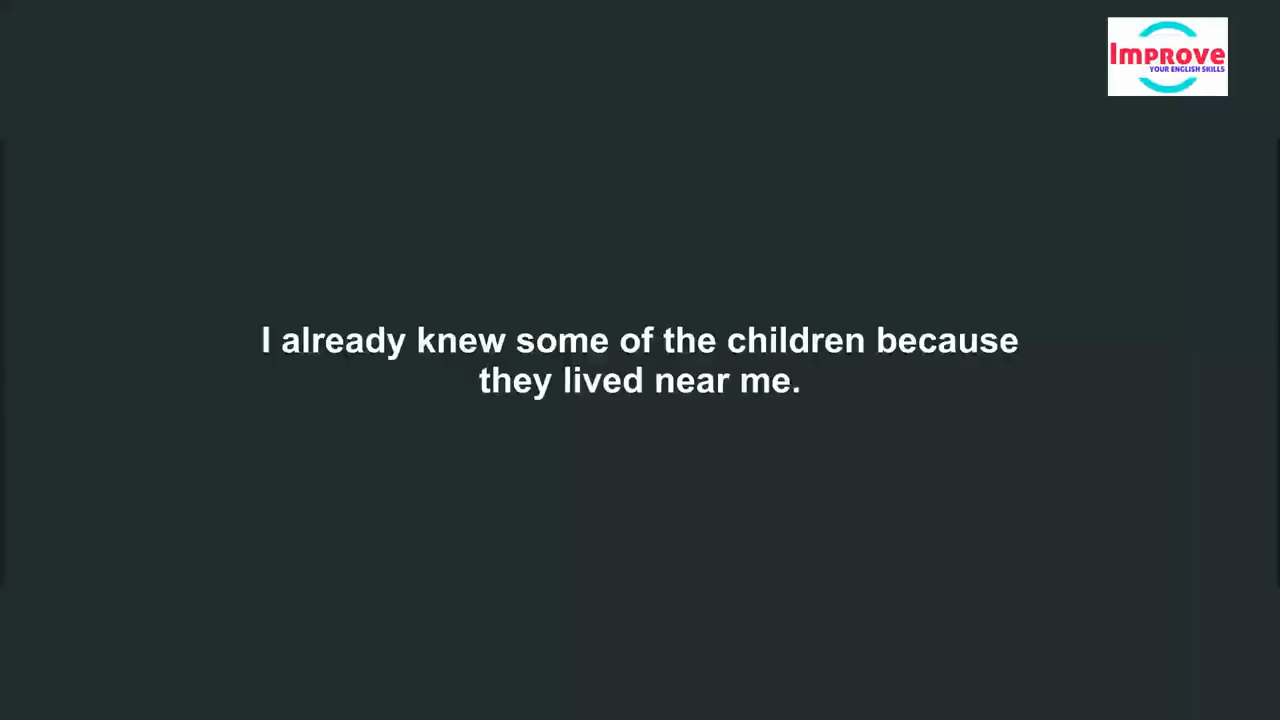 Improve
YOUR ENGLISH SKILLS
I already knew some of the children because
they lived near me.